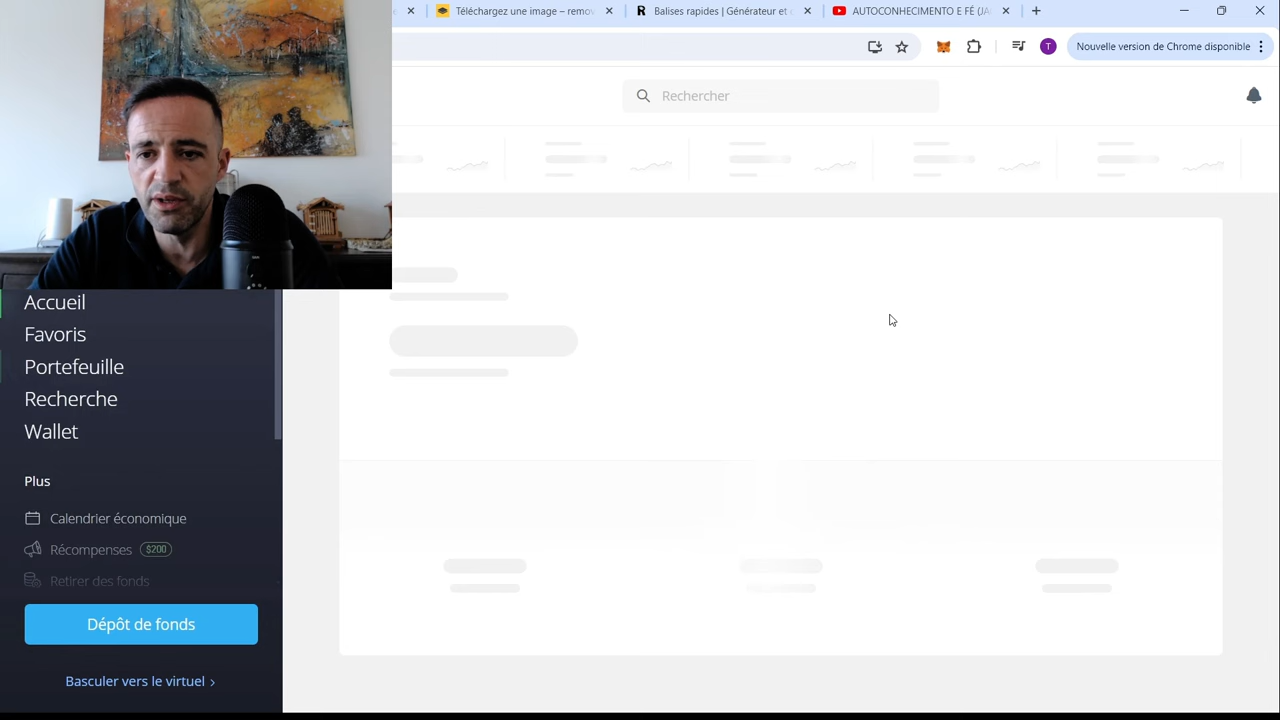 Téléchargez une image – remov
Balises rapides | Générateur et c
AUTOCONHECIMENTO E FÉ (JA
T
Nouvelle version de Chrome disponible
Rechercher
Accueil
Favoris
Portefeuille
Recherche
Wallet
Plus
Calendrier économique
Récompenses $200
Retirer des fonds
Dépôt de fonds
Basculer vers le virtuel